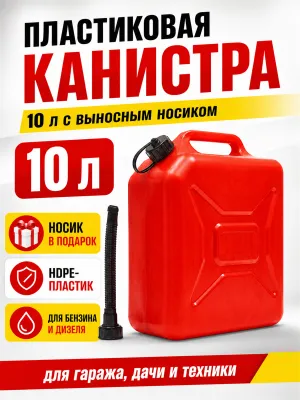 ПЛАСТИКОВАЯ
КАНИСТРА
10 л с выносным носиком
10 л
НОСИК
В ПОДАРОК
HDPE-
ПЛАСТИК
ДЛЯ БЕНЗИНА
И ДИЗЕЛЯ
для гаража, дачи и техники